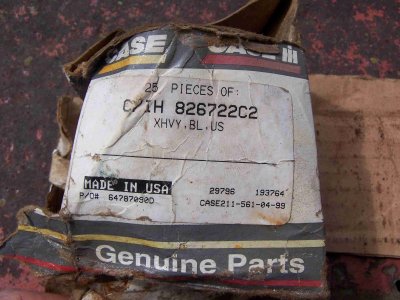 CASE CASE IH
25 PIECES OF:
C/IH 826722C2
XHVY,BL,US
MADE IN USA 29796 193764
P/O# 64787090D CASE211-561-04-99
Genuine Parts